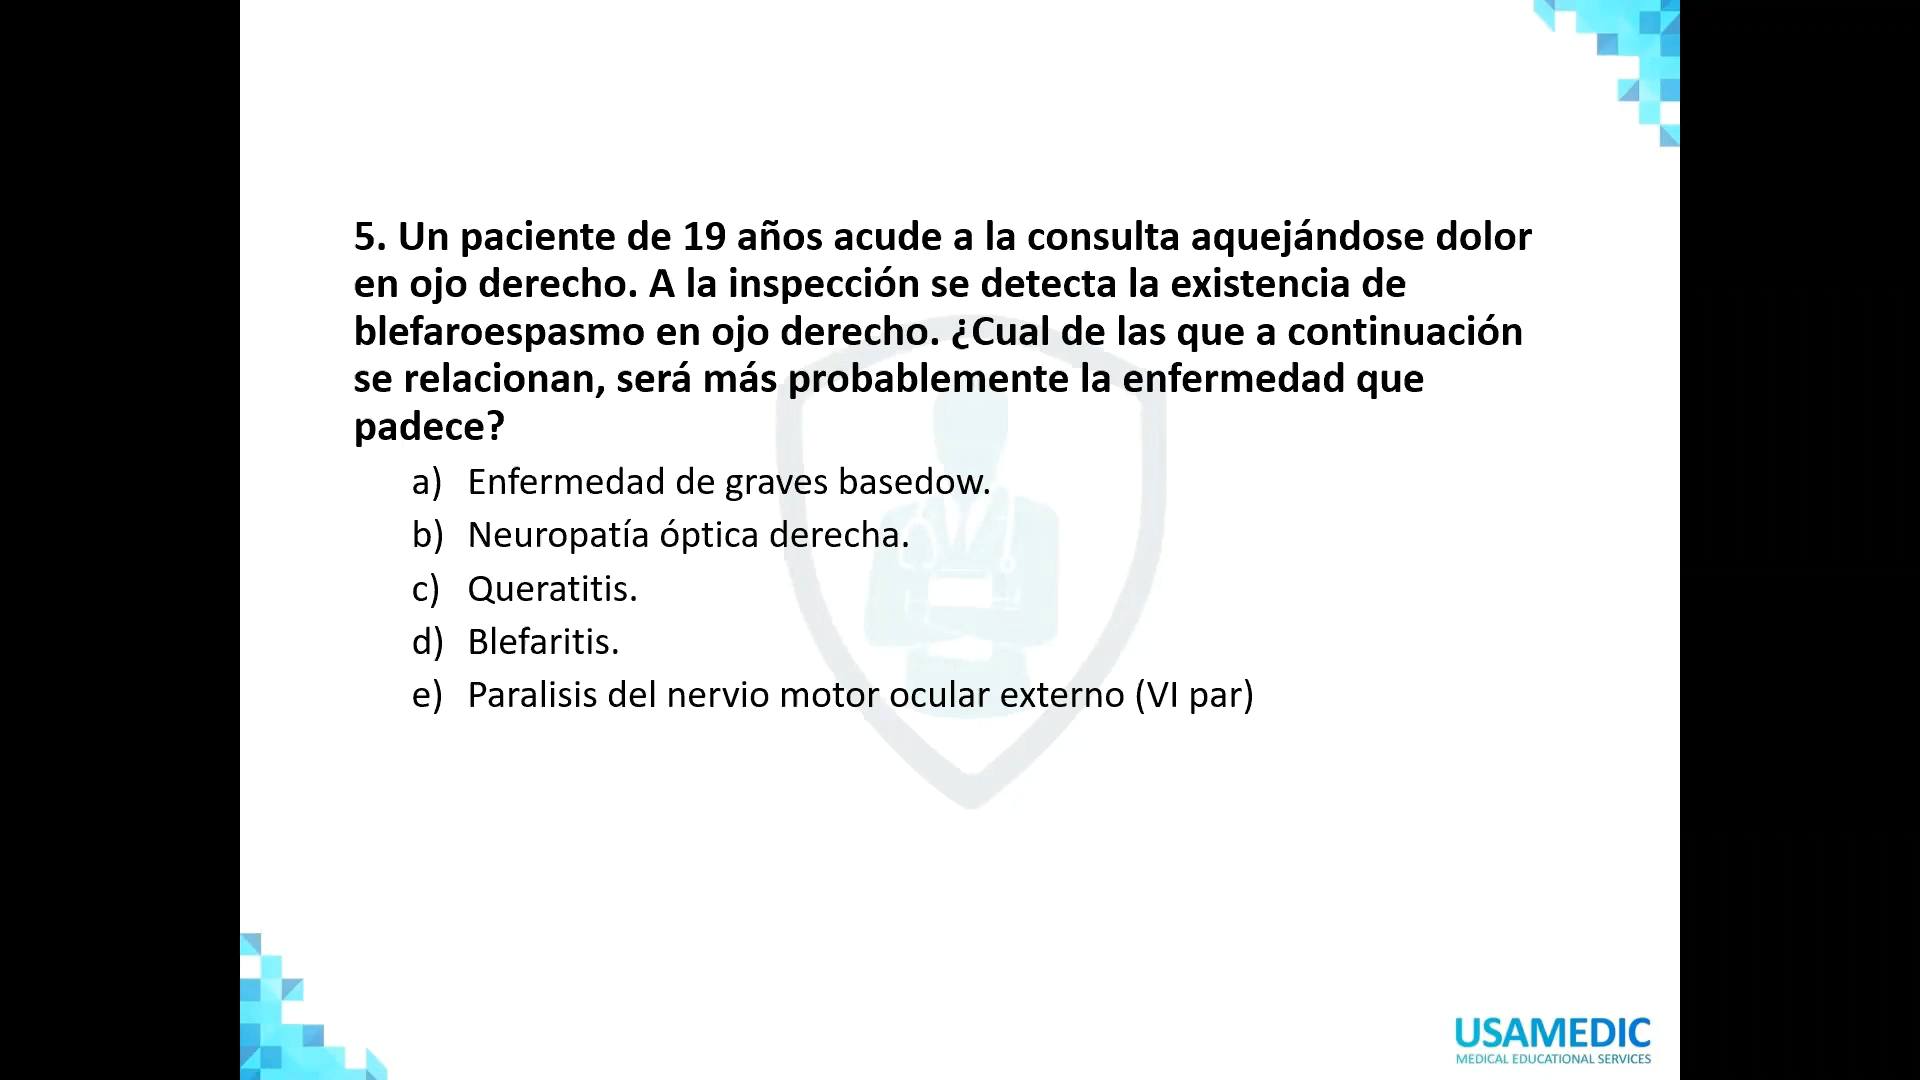 5. Un paciente de 19 años acude a la consulta aquejándose dolor
en ojo derecho. A la inspección se detecta la existencia de
blefaroespasmo en ojo derecho. ¿Cual de las que a continuación
se relacionan, será más probablemente la enfermedad que
padece?
a) Enfermedad de graves basedow.
b) Neuropatía óptica derecha.
c) Queratitis.
d) Blefaritis.
e) Paralisis del nervio motor ocular externo (VI par)
USAMEDIC
MEDICAL EDUCATIONAL SERVICES